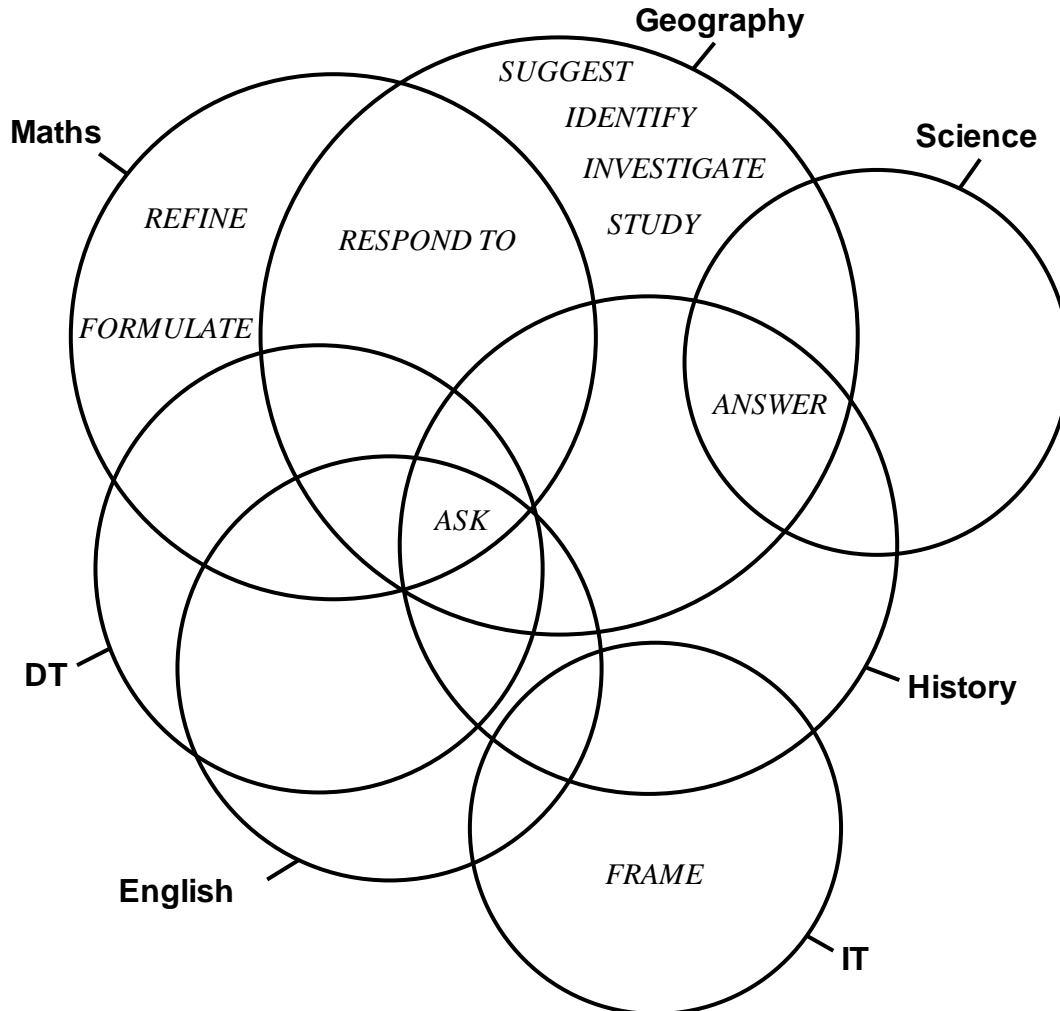 Geography
SUGGEST
IDENTIFY
Maths
Science
INVESTIGATE
REFINE
STUDY
RESPOND TO
FORMULATE
ANSWER
ASK
DT
History
FRAME
English
IT